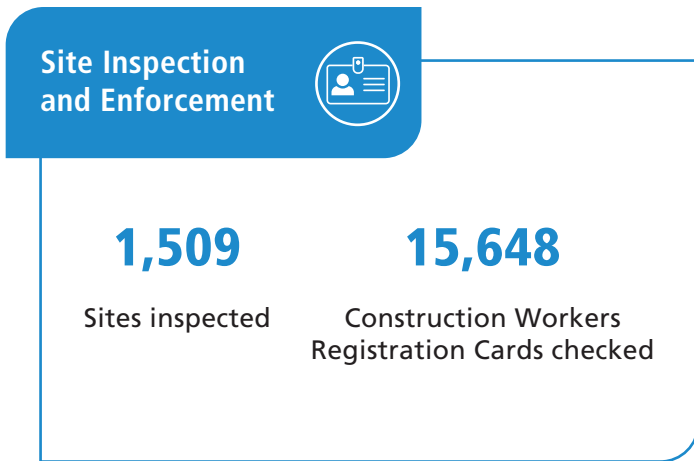 Site Inspection
and Enforcement
1,509
Sites inspected
15,648
Construction Workers
Registration Cards checked